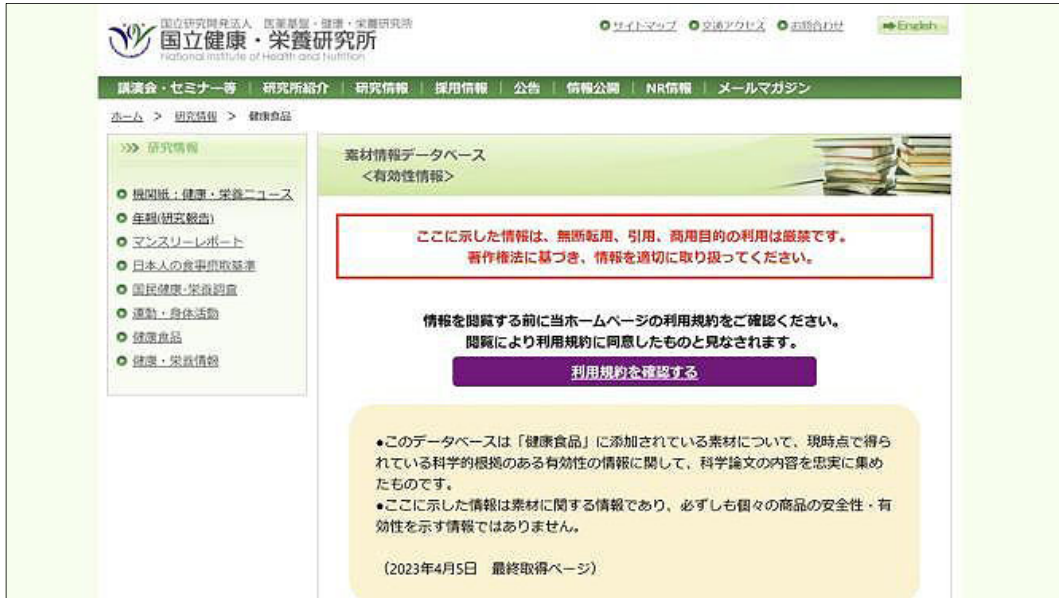 国立研究開発法人 医薬基盤・健康・栄養研究所
国立健康・栄養研究所
National Institute of Health and Nutrition
サイトマップ 交通アクセス お問合わせ English
講演会・セミナー等 | 研究所紹介 | 研究情報 | 採用情報 | 公告 | 情報公開 | NR情報 | メールマガジン
ホーム > 研究情報 > 健康食品
>>> 研究情報
機関紙：健康・栄養ニュース
年報(研究報告)
マンスリーレポート
日本人の食事摂取基準
国民健康・栄養調査
運動・身体活動
健康食品
健康・栄養情報
素材情報データベース
＜有効性情報＞
ここに示した情報は、無断転用、引用、商用目的の利用は厳禁です。
著作権法に基づき、情報を適切に取り扱ってください。
情報を閲覧する前に当ホームページの利用規約をご確認ください。
閲覧により利用規約に同意したものと見なされます。
利用規約を確認する
●このデータベースは「健康食品」に添加されている素材について、現時点で得ら
れている科学的根拠のある有効性の情報に関して、科学論文の内容を忠実に集め
たものです。
●ここに示した情報は素材に関する情報であり、必ずしも個々の商品の安全性・有
効性を示す情報ではありません。
（2023年4月5日 最終取得ページ）